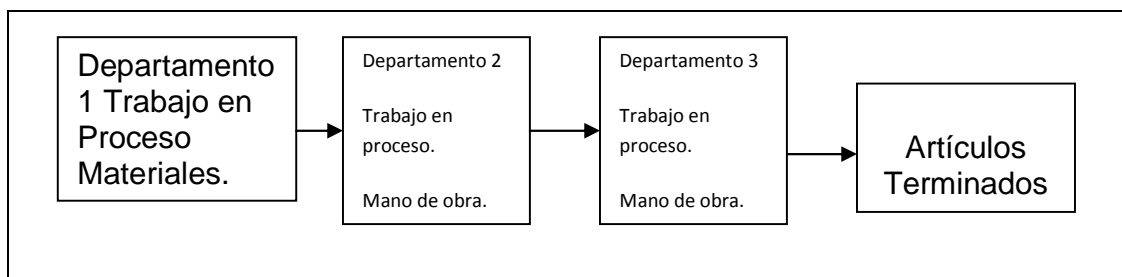 Departamento
1 Trabajo en
Proceso
Materiales.
Departamento 2
Trabajo en
proceso.
Mano de obra.
Departamento 3
Trabajo en
proceso.
Mano de obra.
Artículos
Terminados